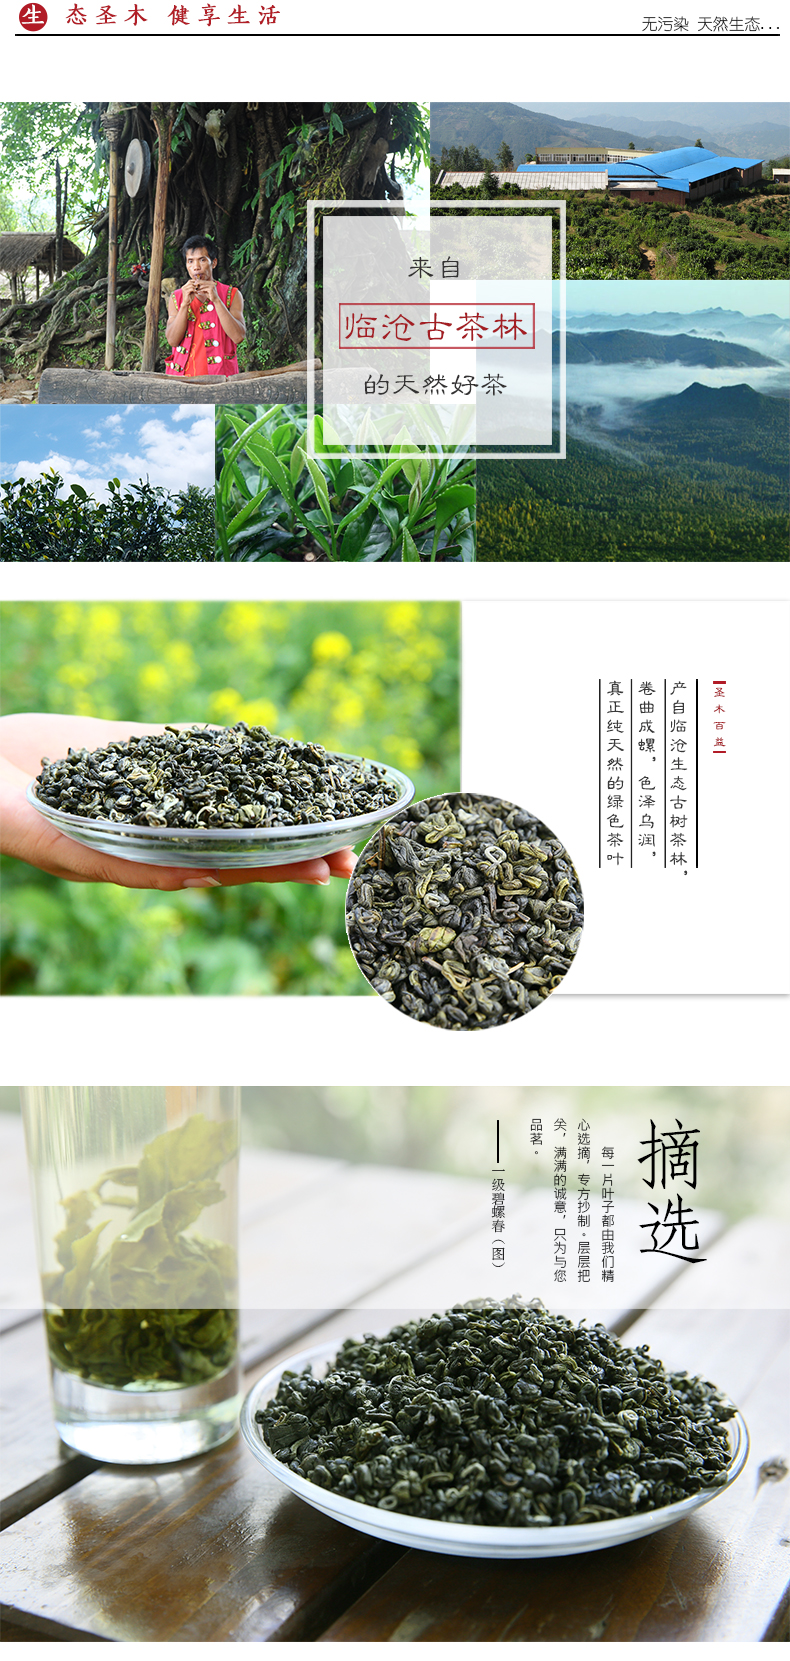 生态圣木 健享生活
无污染 天然生态...
来自
临沧古茶林
的天然好茶
圣木百益
产自临沧生态古树茶林，
卷曲成螺，色泽乌润，
真正纯天然的绿色茶叶
摘选
每一片叶子都由我们精
心选摘，专方抄制。层层把
关，满满的诚意，只为与您
品茗。
一级碧螺春（图）